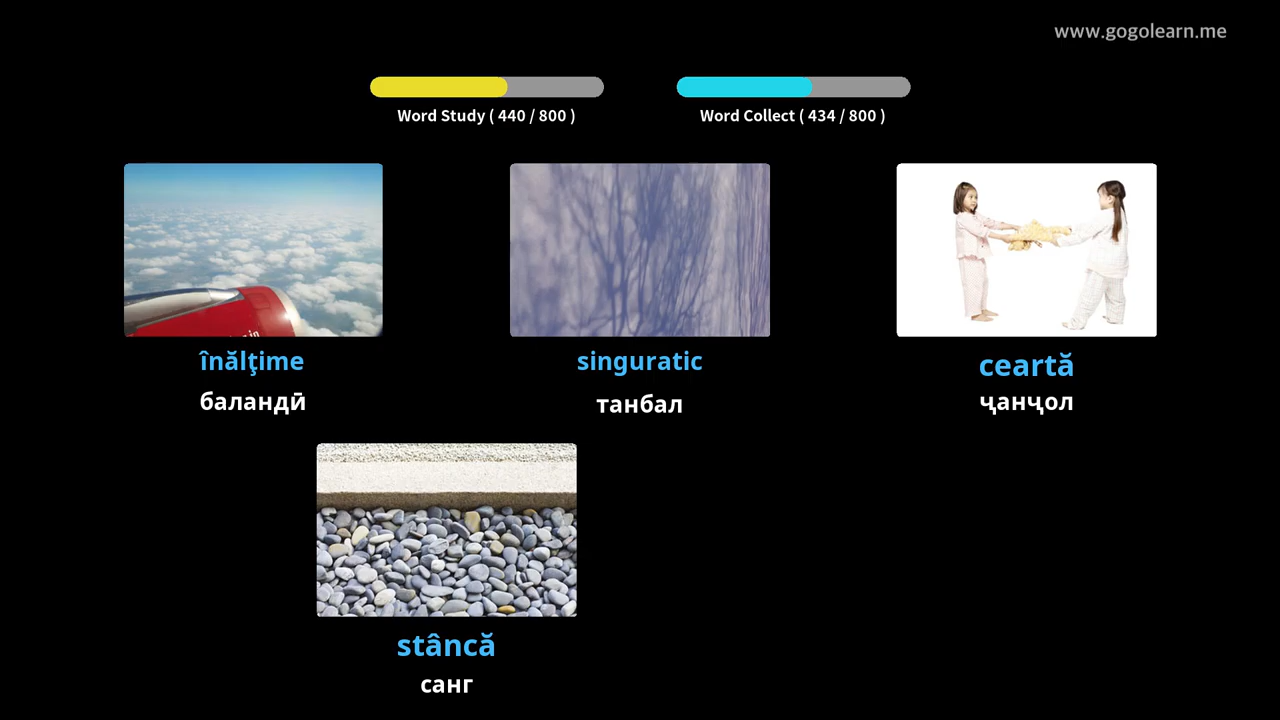 www.gogolearn.me
Word Study ( 440 / 800 )
Word Collect ( 434 / 800 )
înălţime
баландӣ
singuratic
танбал
ceartă
ҷанҷол
stâncă
санг